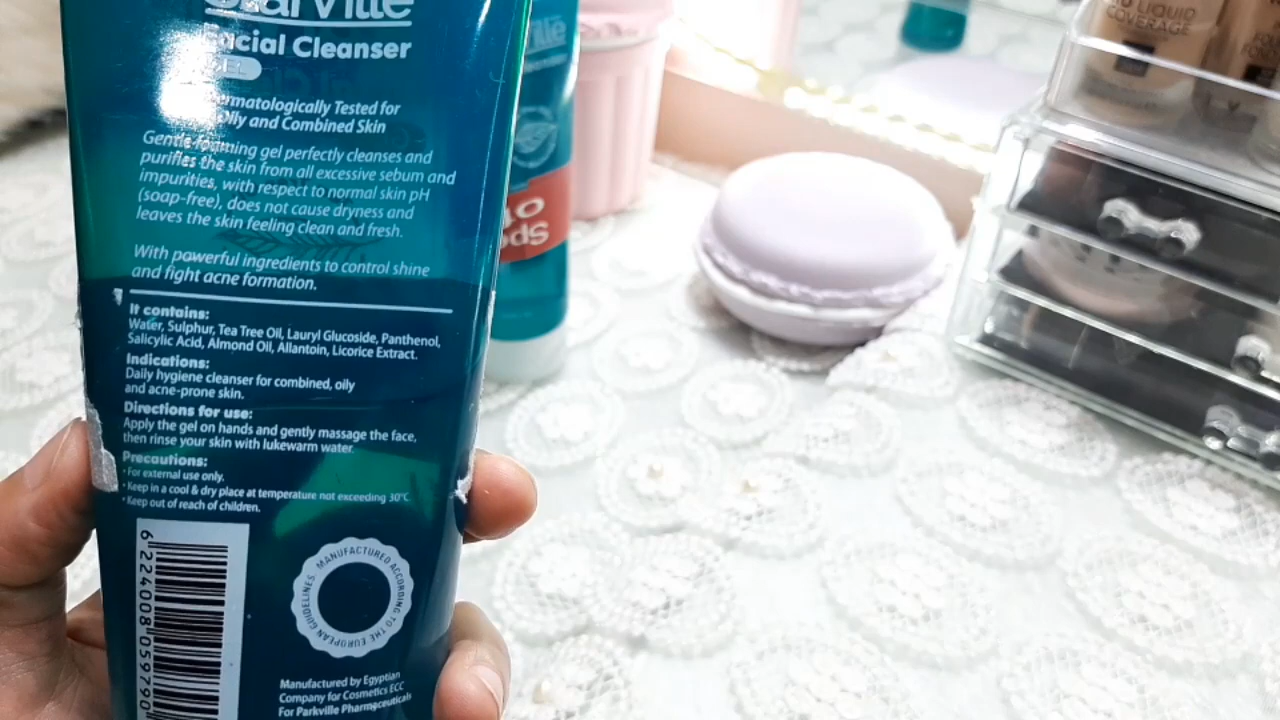 Starville
Facial Cleanser
GEL
Dermatologically Tested for
Oily and Combined Skin
Gentle foaming gel perfectly cleanses and
purifies the skin from all excessive sebum and
impurities, with respect to normal skin pH
(soap-free), does not cause dryness and
leaves the skin feeling clean and fresh.
With powerful ingredients to control shine
and fight acne formation.
It contains:
Water, Sulphur, Tea Tree Oil, Lauryl Glucoside, Panthenol,
Salicylic Acid, Almond Oil, Allantoin, Licorice Extract.
Indications:
Daily hygiene cleanser for combined, oily
and acne-prone skin.
Directions for use:
Apply the gel on hands and gently massage the face,
then rinse your skin with lukewarm water.
Precautions:
· For external use only.
· Keep in a cool & dry place at temperature not exceeding 30°C.
· Keep out of reach of children.
6 224008 059790
MANUFACTURED ACCORDING TO THE EUROPEAN GUIDELINES
Manufactured by Egyptian
Company for Cosmetics ECC
For Parkville Pharmaceuticals
LIQUID
COVERAGE